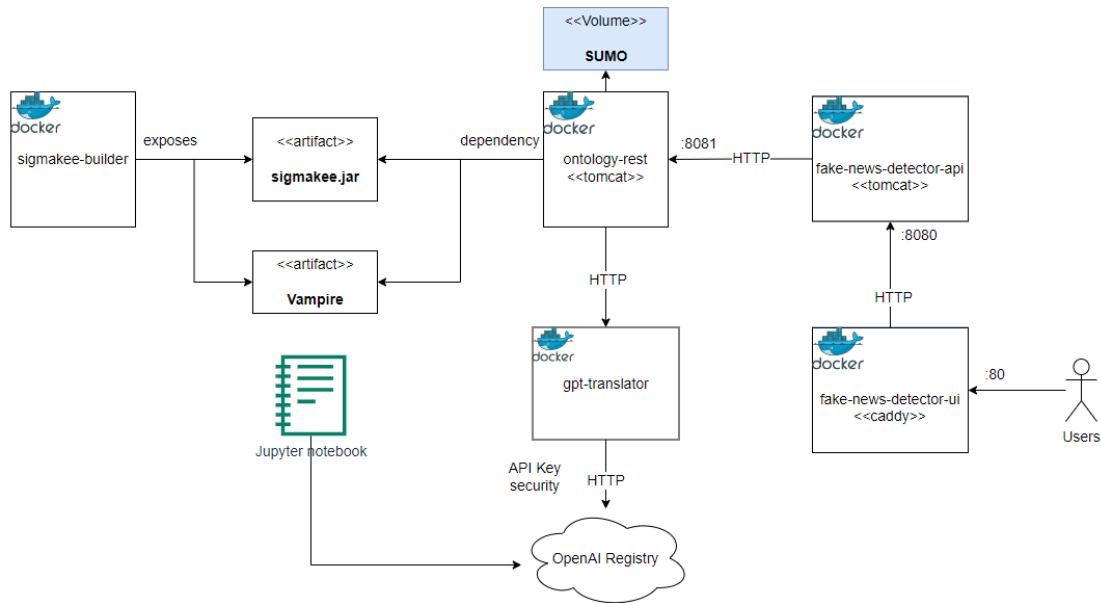 <<Volume>>
SUMO
docker
sigmakee-builder
exposes
<<artifact>>
sigmakee.jar
dependency
docker
ontology-rest
<<tomcat>>
:8081
HTTP
docker
fake-news-detector-api
<<tomcat>>
:8080
<<artifact>>
Vampire
HTTP
HTTP
docker
gpt-translator
docker
fake-news-detector-ui
<<caddy>>
:80
Users
Jupyter notebook
API Key
security
HTTP
OpenAI Registry